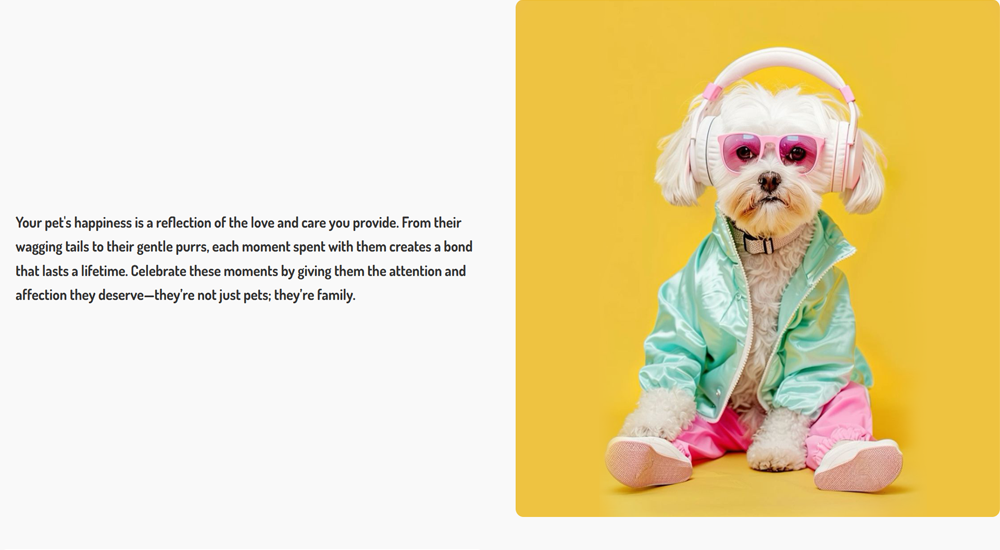 Your pet's happiness is a reflection of the love and care you provide. From their
wagging tails to their gentle purrs, each moment spent with them creates a bond
that lasts a lifetime. Celebrate these moments by giving them the attention and
affection they deserve—they're not just pets; they're family.